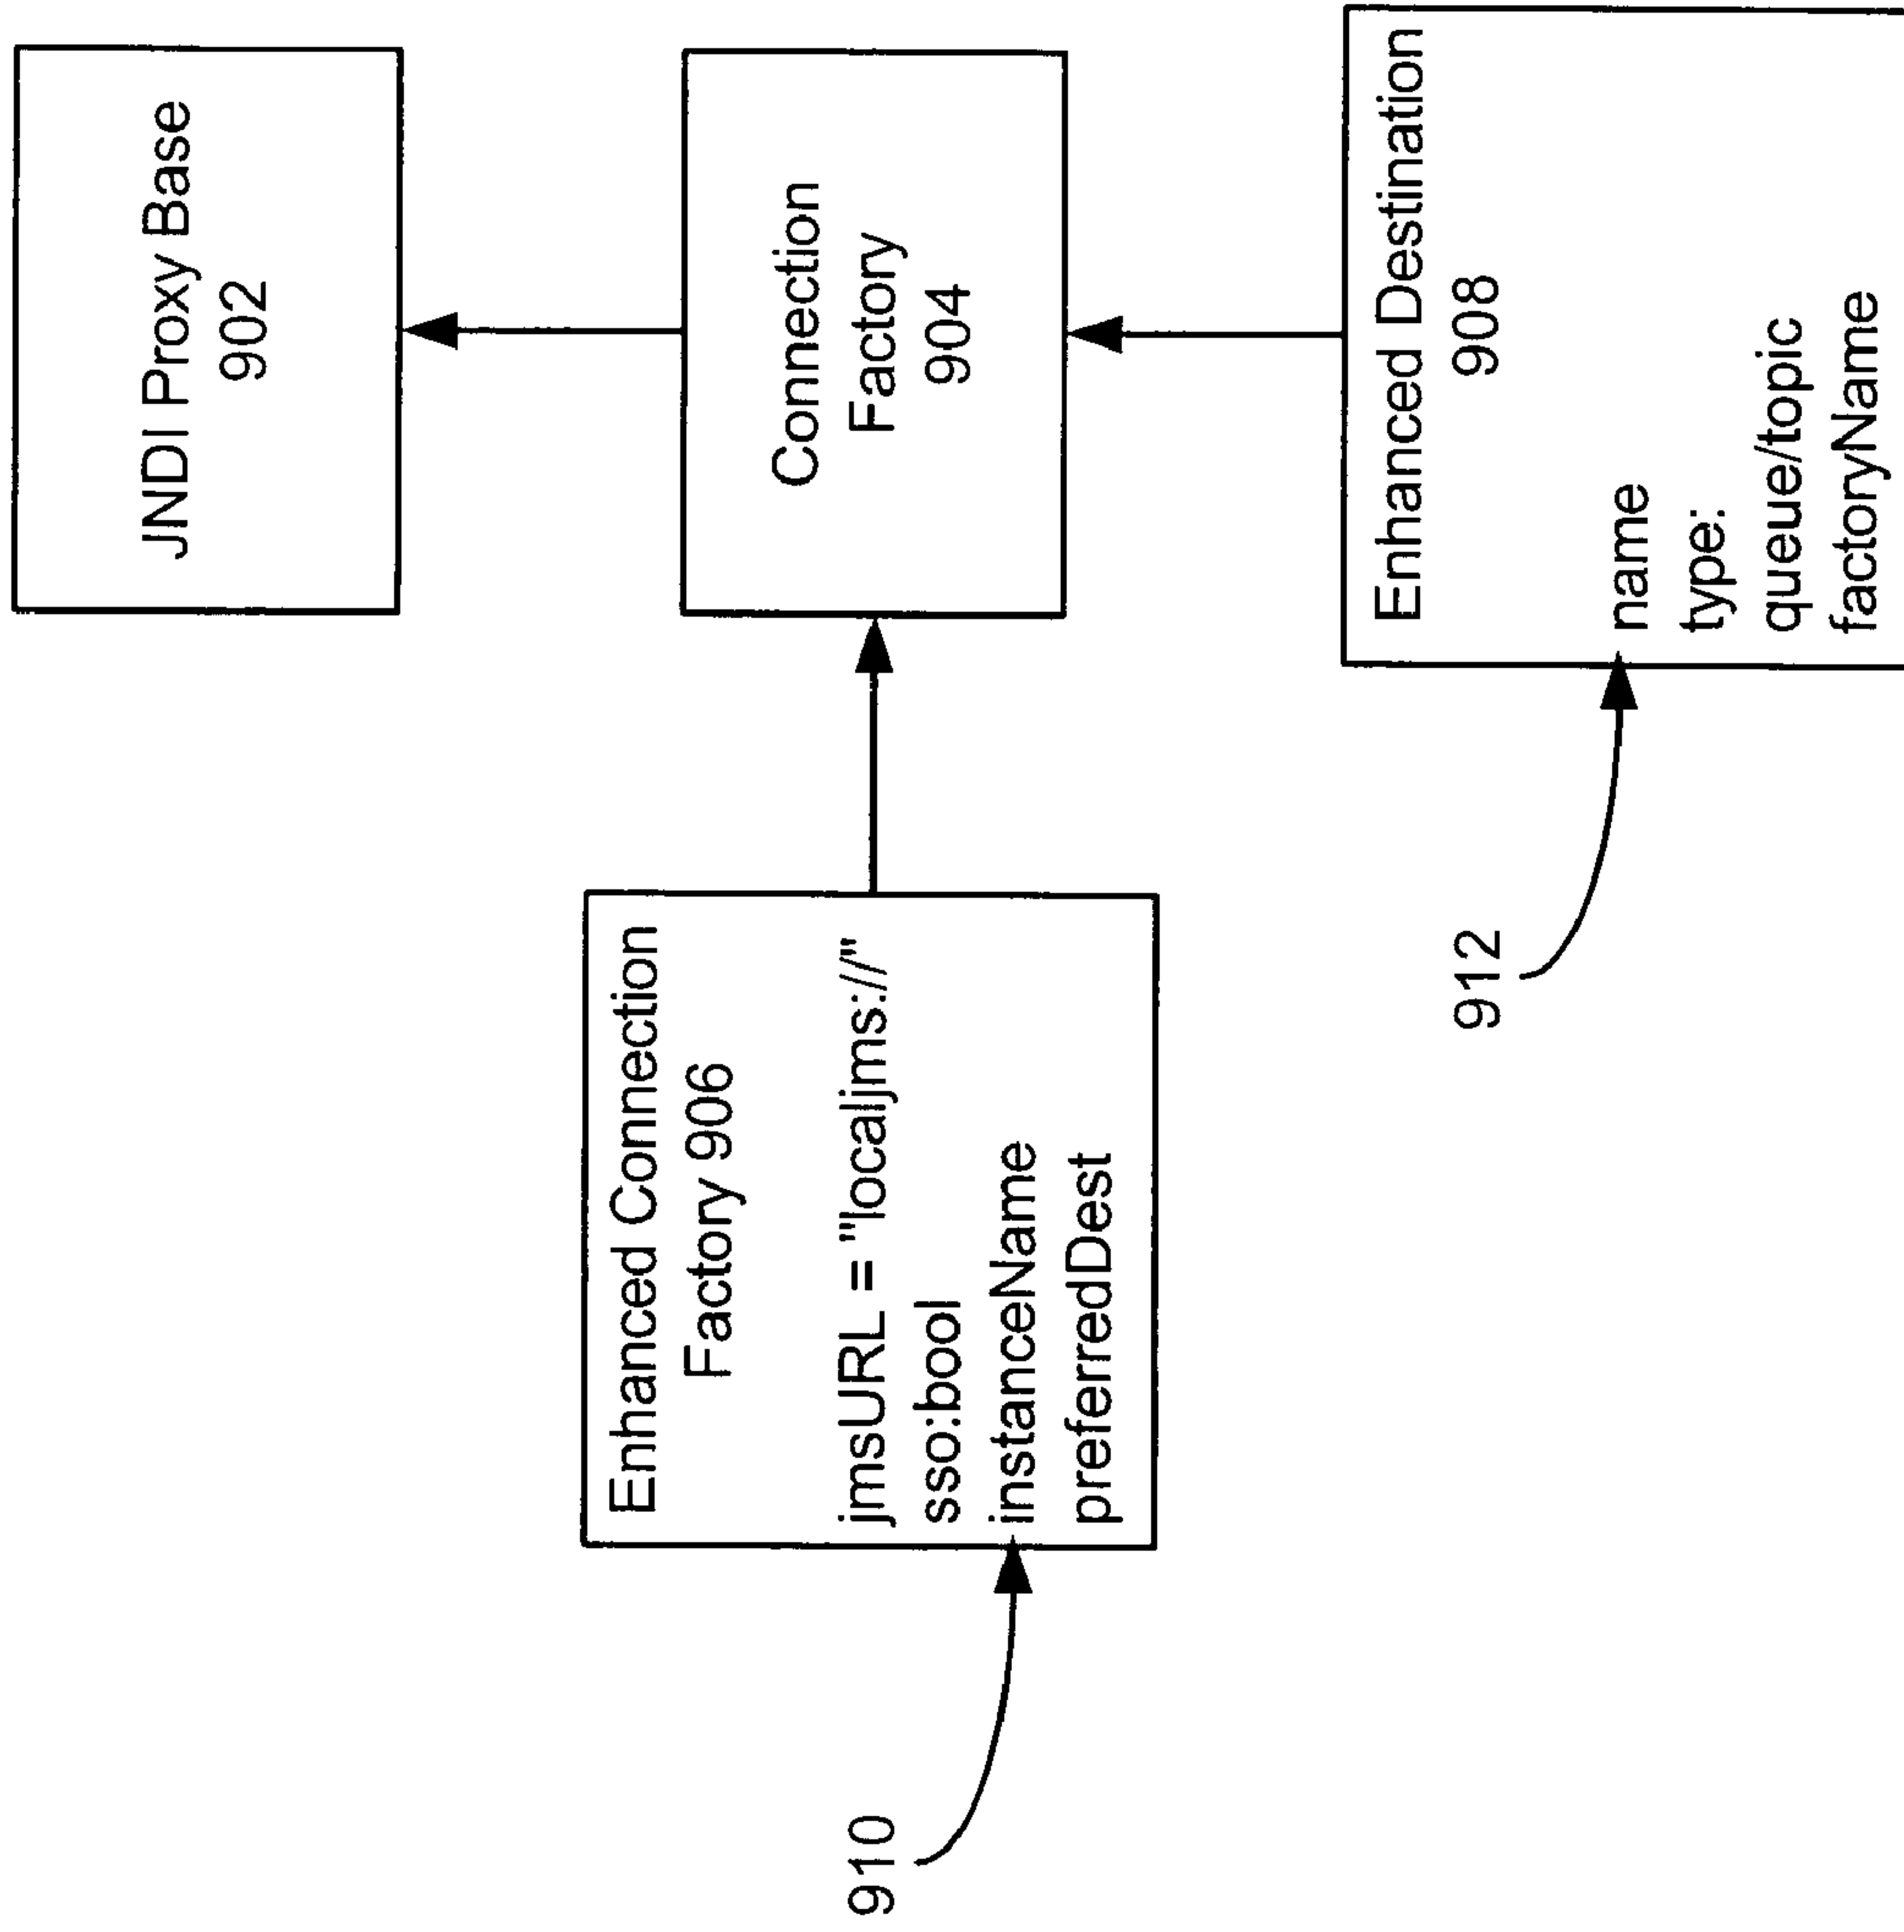 JNDI Proxy Base
902
Connection
Factory
904
Enhanced Connection
Factory 906
jmsURL = "localjms://"
sso:bool
instanceName
preferredDest
910
Enhanced Destination
908
name
type:
queue/topic
factoryName
912